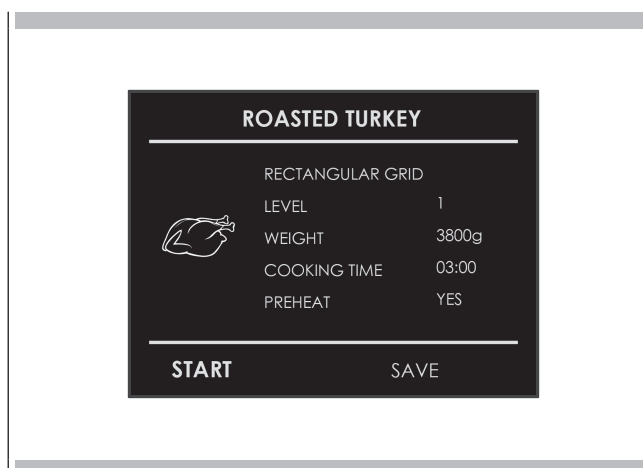 ROASTED TURKEY
RECTANGULAR GRID
LEVEL 1
WEIGHT 3800g
COOKING TIME 03:00
PREHEAT YES
START SAVE